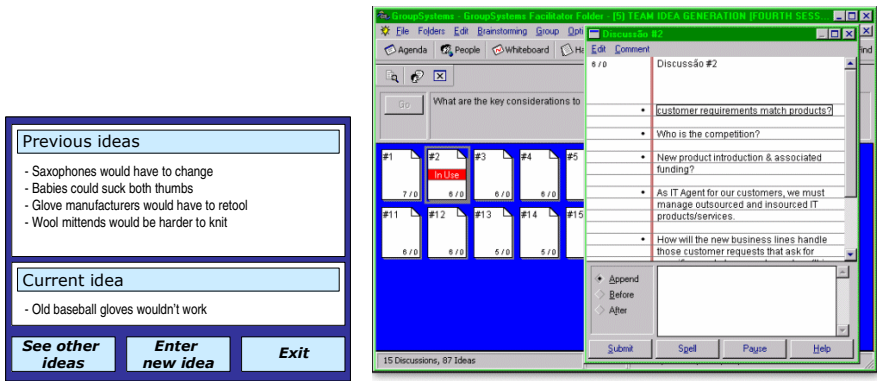 Previous ideas
- Saxophones would have to change
- Babies could suck both thumbs
- Glove manufacturers would have to retool
- Wool mittends would be harder to knit
Current idea
- Old baseball gloves wouldn't work
See other ideas
Enter new idea
Exit
GroupSystems - GroupSystems Facilitator Folder - [5) TEAM IDEA GENERATION (FOURTH SESS...
File Folders Edit Brainstorming Group Opti
Agenda People Whiteboard Ha
nd
Go
What are the key considerations to
#1 #2 #3 #4 #5
In Use
7/0 6/0 6/0 6/0
#11 #12 #13 #14 #15
6/0 6/0 6/0 5/0
15 Discussions, 87 Ideas
Discussão #2
Edit Comment
6/0
Discussão #2
• customer requirements match products?
• Who is the competition?
• New product introduction & associated
funding?
• As IT Agent for our customers, we must
manage outsourced and insourced IT
products/services.
• How will the new business lines handle
those customer requests that ask for
Append
Before
After
Submit Spell Pause Help